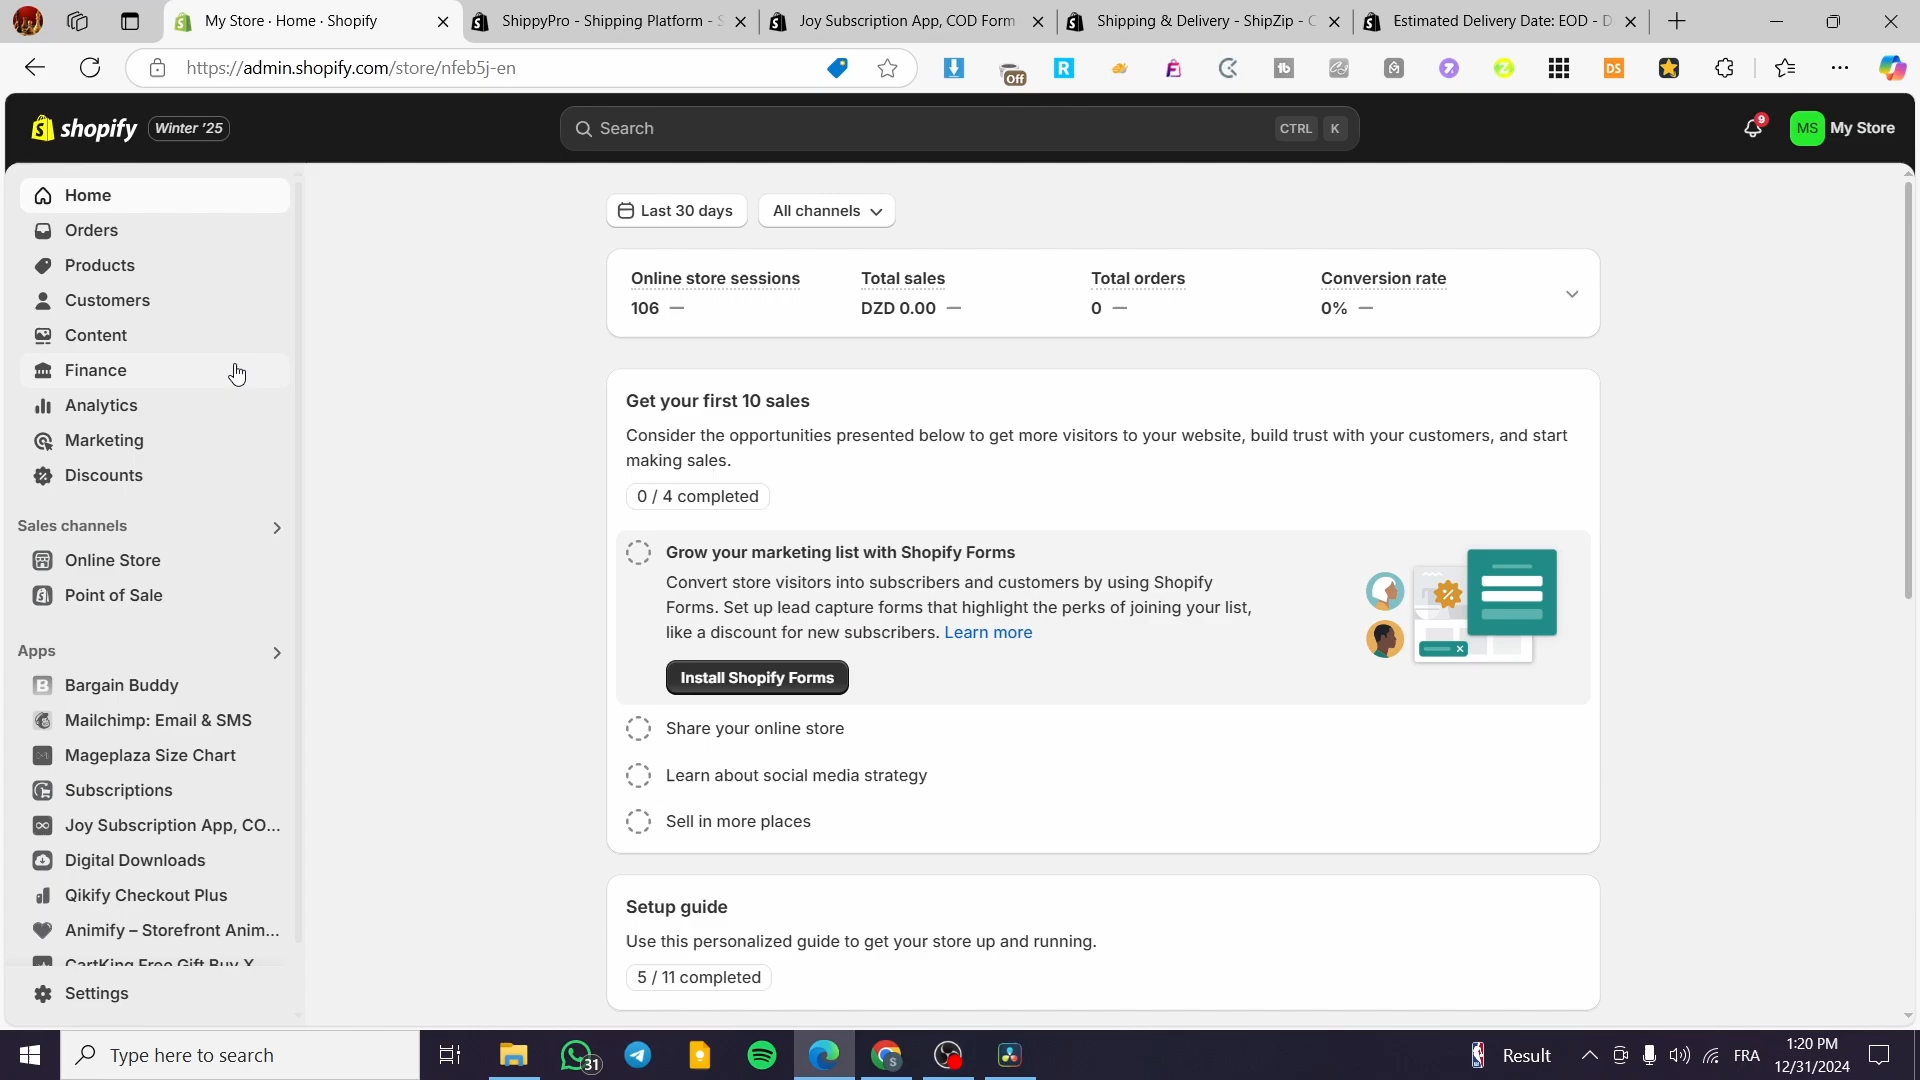 My Store · Home · Shopify
ShippyPro - Shipping Platform - S
Joy Subscription App, COD Form
Shipping & Delivery - ShipZip - C
Estimated Delivery Date: EOD - D
https://admin.shopify.com/store/nfeb5j-en
Off
R
tb
DS
shopify
Winter '25
Search
CTRL K
9
MS
My Store
Home
Orders
Products
Customers
Content
Finance
Analytics
Marketing
Discounts
Sales channels
Online Store
Point of Sale
Apps
Bargain Buddy
Mailchimp: Email & SMS
Mageplaza Size Chart
Subscriptions
Joy Subscription App, CO...
Digital Downloads
Qikify Checkout Plus
Animify – Storefront Anim...
CartKing Free Gift Buy X
Settings
Last 30 days
All channels
Online store sessions
106 —
Total sales
DZD 0.00 —
Total orders
0 —
Conversion rate
0% —
Get your first 10 sales
Consider the opportunities presented below to get more visitors to your website, build trust with your customers, and start
making sales.
0 / 4 completed
Grow your marketing list with Shopify Forms
Convert store visitors into subscribers and customers by using Shopify
Forms. Set up lead capture forms that highlight the perks of joining your list,
like a discount for new subscribers. Learn more
Install Shopify Forms
Share your online store
Learn about social media strategy
Sell in more places
Setup guide
Use this personalized guide to get your store up and running.
5 / 11 completed
Type here to search
31
Result
FRA
1:20 PM
12/31/2024